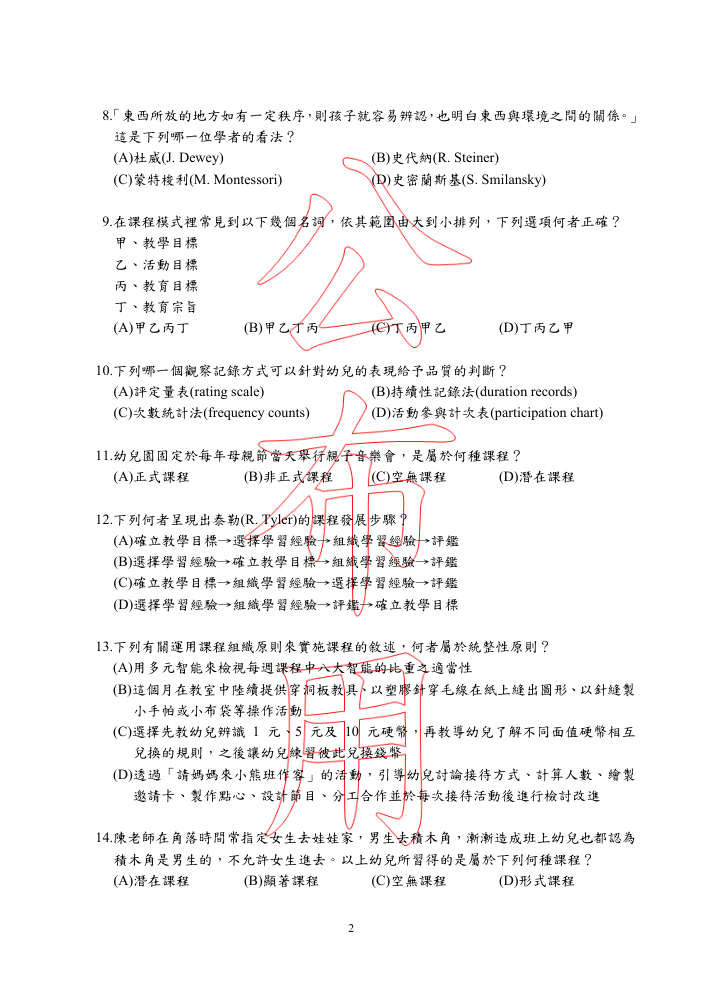 8.「東西所放的地方如有一定秩序，則孩子就容易辨認，也明白東西與環境之間的關係。」
這是下列哪一位學者的看法？
(A)杜威(J. Dewey) (B)史代納(R. Steiner)
(C)蒙特梭利(M. Montessori) (D)史密蘭斯基(S. Smilansky)
9.在課程模式裡常見到以下幾個名詞，依其範圍由大到小排列，下列選項何者正確？
甲、教學目標
乙、活動目標
丙、教育目標
丁、教育宗旨
(A)甲乙丙丁 (B)甲乙丁丙 (C)丁丙甲乙 (D)丁丙乙甲
10.下列哪一個觀察記錄方式可以針對幼兒的表現給予品質的判斷？
(A)評定量表(rating scale) (B)持續性記錄法(duration records)
(C)次數統計法(frequency counts) (D)活動參與計次表(participation chart)
11.幼兒園固定於每年母親節當天舉行親子音樂會，是屬於何種課程？
(A)正式課程 (B)非正式課程 (C)空無課程 (D)潛在課程
12.下列何者呈現出泰勒(R. Tyler)的課程發展步驟？
(A)確立教學目標→選擇學習經驗→組織學習經驗→評鑑
(B)選擇學習經驗→確立教學目標→組織學習經驗→評鑑
(C)確立教學目標→組織學習經驗→選擇學習經驗→評鑑
(D)選擇學習經驗→組織學習經驗→評鑑→確立教學目標
13.下列有關運用課程組織原則來實施課程的敘述，何者屬於統整性原則？
(A)用多元智能來檢視每週課程中八大智能的比重之適當性
(B)這個月在教室中陸續提供穿洞板教具、以塑膠針穿毛線在紙上縫出圖形、以針縫製
小手帕或小布袋等操作活動
(C)選擇先教幼兒辨識 1 元、5 元及 10 元硬幣，再教導幼兒了解不同面值硬幣相互
兌換的規則，之後讓幼兒練習彼此兌換錢幣
(D)透過「請媽媽來小熊班作客」的活動，引導幼兒討論接待方式、計算人數、繪製
邀請卡、製作點心、設計節目、分工合作並於每次接待活動後進行檢討改進
14.陳老師在角落時間常指定女生去娃娃家，男生去積木角，漸漸造成班上幼兒也都認為
積木角是男生的，不允許女生進去。以上幼兒所習得的是屬於下列何種課程？
(A)潛在課程 (B)顯著課程 (C)空無課程 (D)形式課程
公布用
2